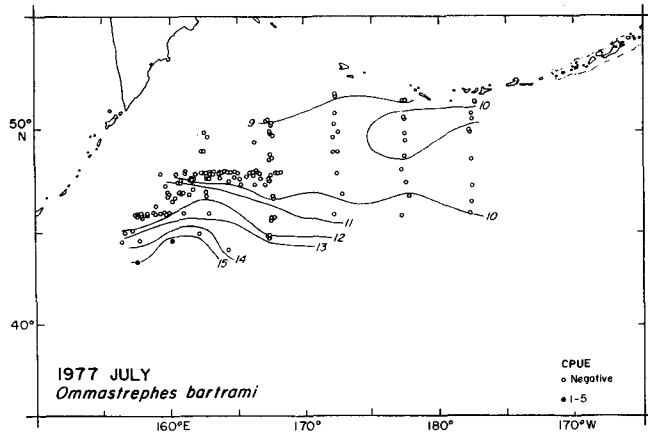 9
10
50°
N
10
11
12
13
14
15
40°
1977 JULY
Ommastrephes bartrami
CPUE
○ Negative
● 1-5
160°E
170°
180°
170°W